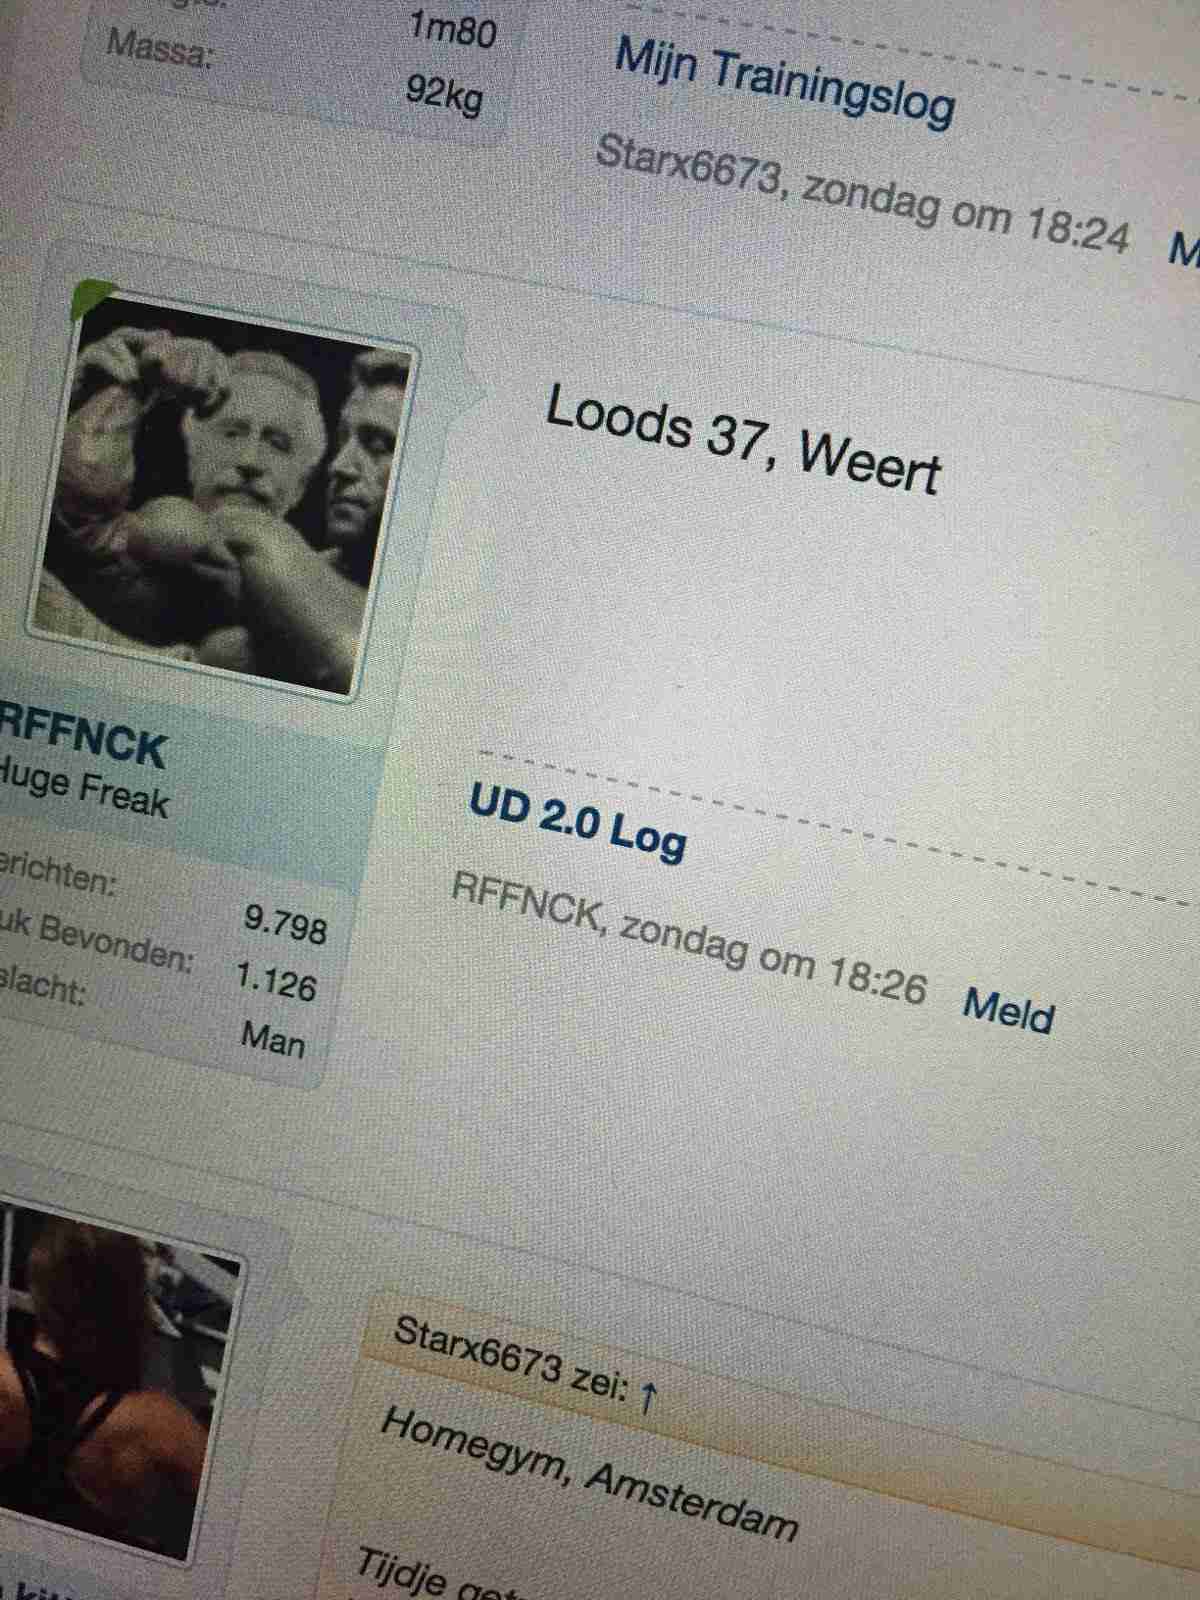 1m80
Massa:
92kg
Mijn Trainingslog
Starx6673, zondag om 18:24
Loods 37, Weert
RFFNCK
Huge Freak
erichten:
9.798
uk Bevonden:
1.126
slacht:
Man
UD 2.0 Log
RFFNCK, zondag om 18:26 Meld
Starx6673 zei: ↑
Homegym, Amsterdam
Tijdje